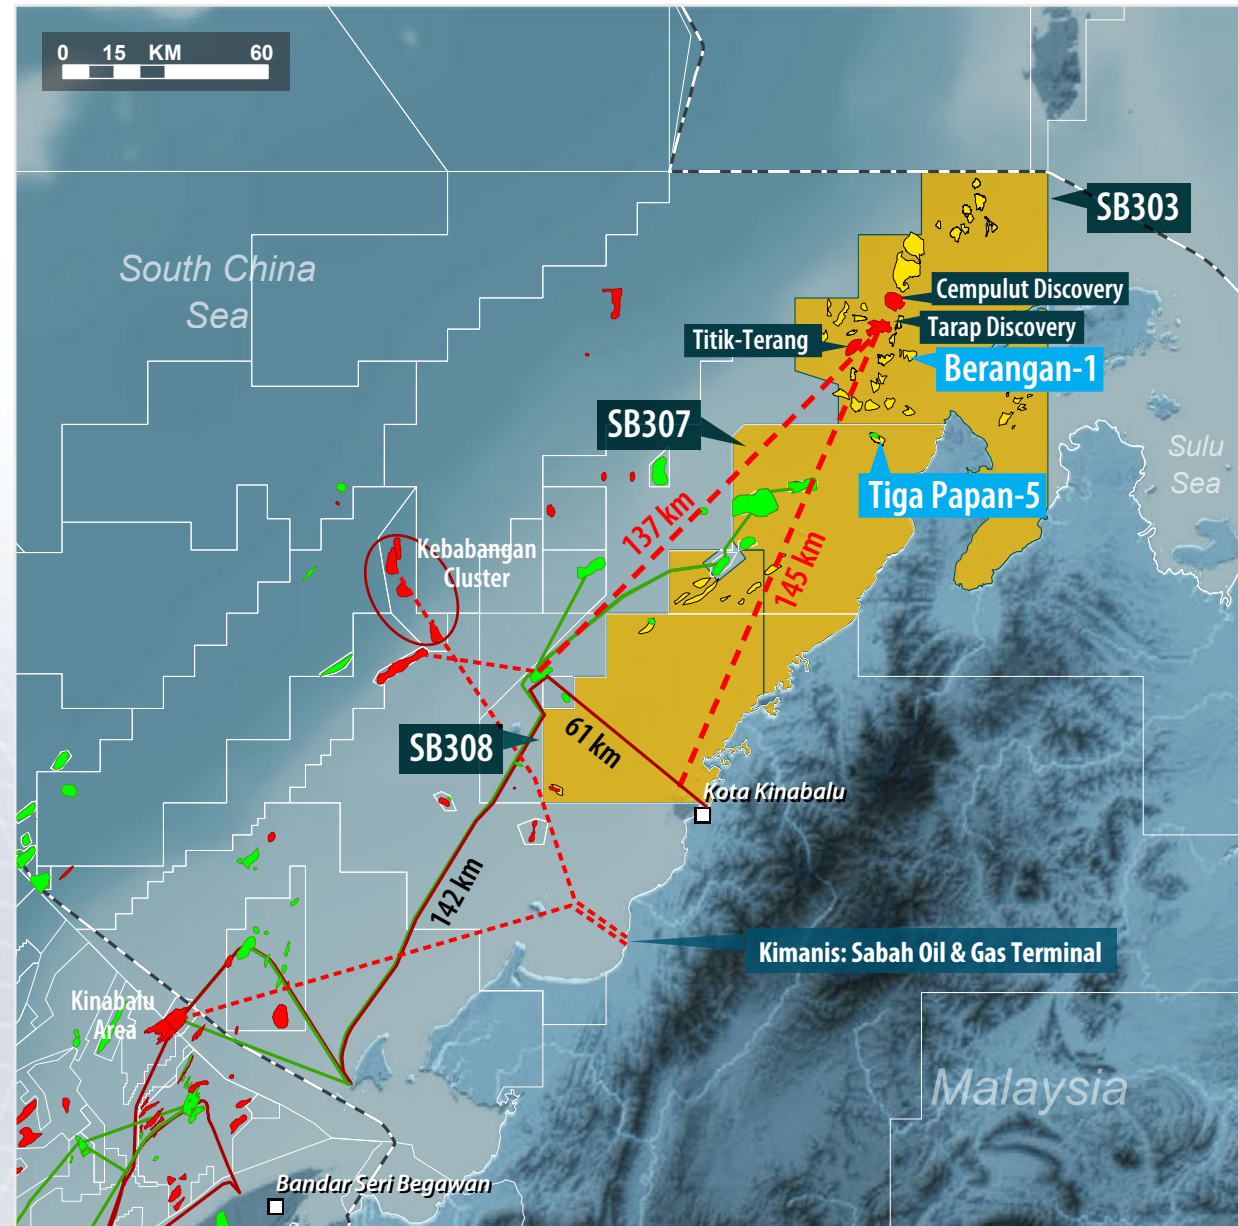 0 15 KM 60
SB303
South China
Sea
Cempulut Discovery
Tarap Discovery
Titik-Terang
Berangan-1
SB307
Sulu
Sea
Tiga Papan-5
137 km
Kebabangan
Cluster
145 km
SB308
61 km
Kota Kinabalu
142 km
Kimanis: Sabah Oil & Gas Terminal
Kinabalu
Area
Malaysia
Bandar Seri Begawan